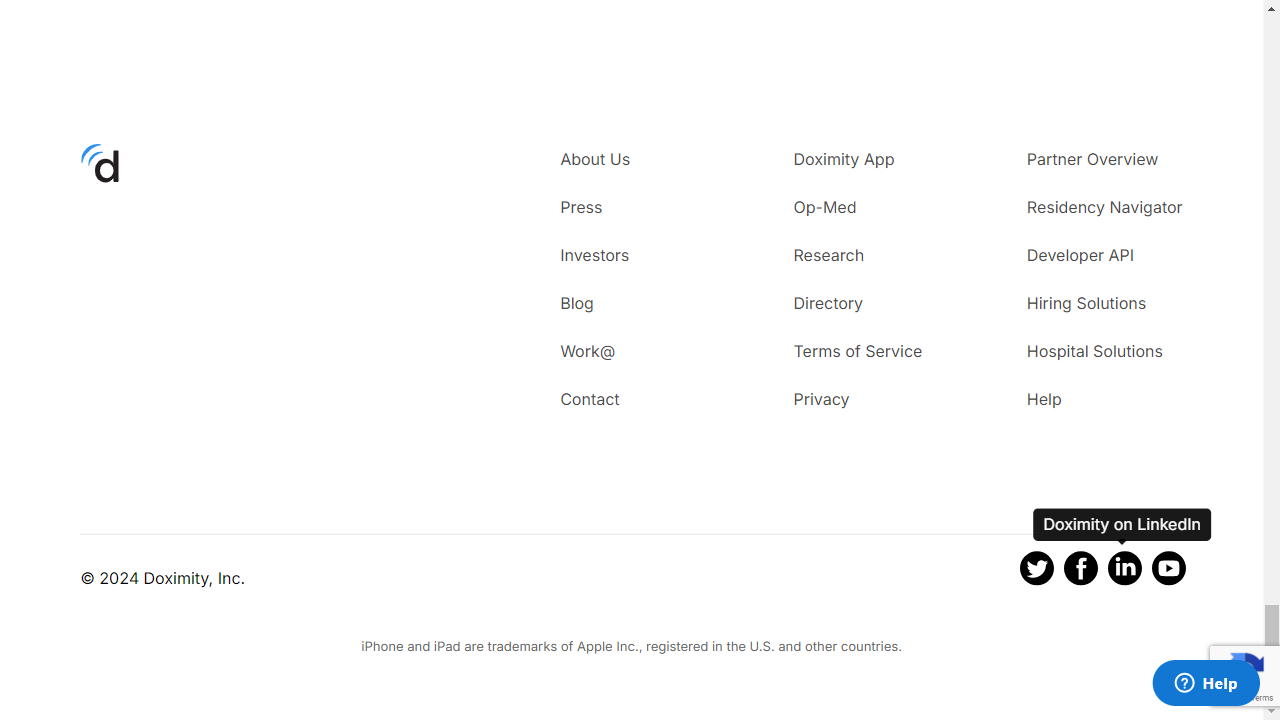 d
About Us
Doximity App
Partner Overview
Press
Op-Med
Residency Navigator
Investors
Research
Developer API
Blog
Directory
Hiring Solutions
Work@
Terms of Service
Hospital Solutions
Contact
Privacy
Help
Doximity on LinkedIn
© 2024 Doximity, Inc.
iPhone and iPad are trademarks of Apple Inc., registered in the U.S. and other countries.
Help